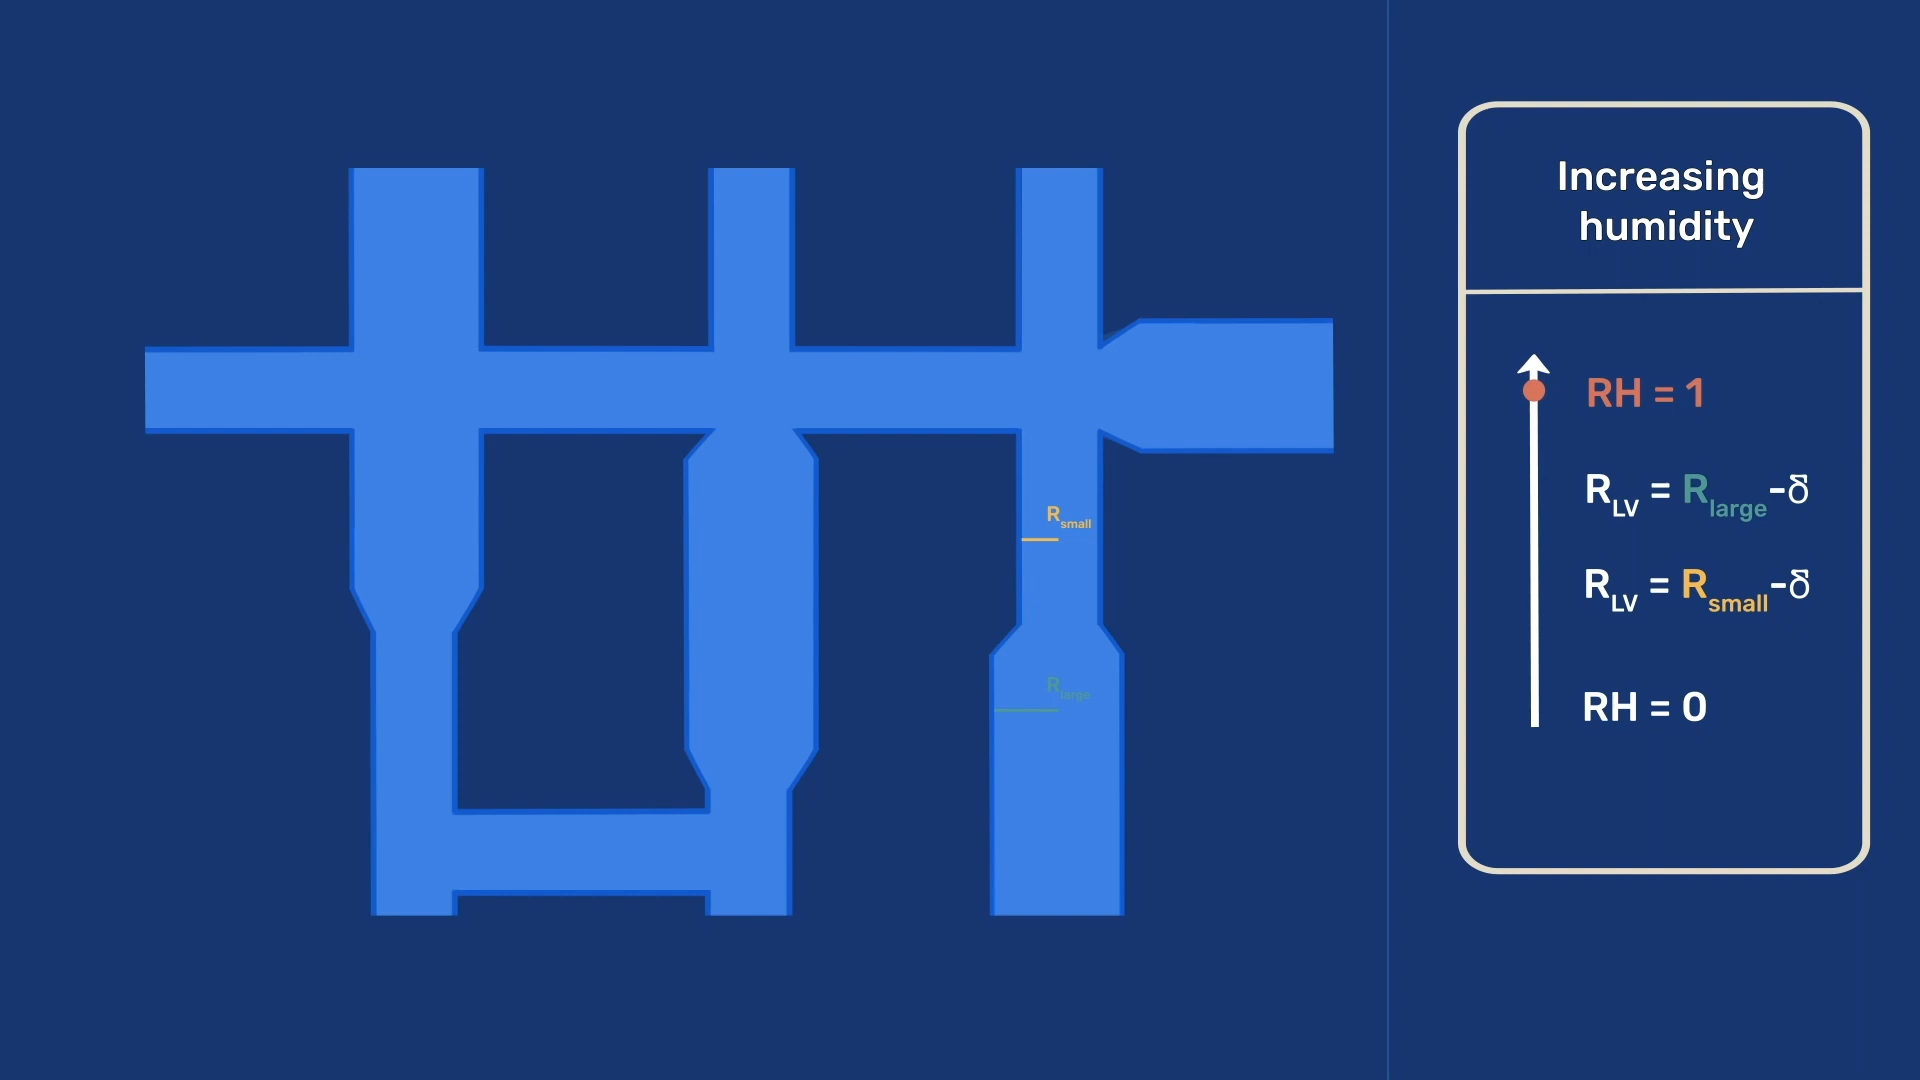 R_small
R_large
Increasing
humidity
RH = 1
R_LV = R_large-δ
R_LV = R_small-δ
RH = 0